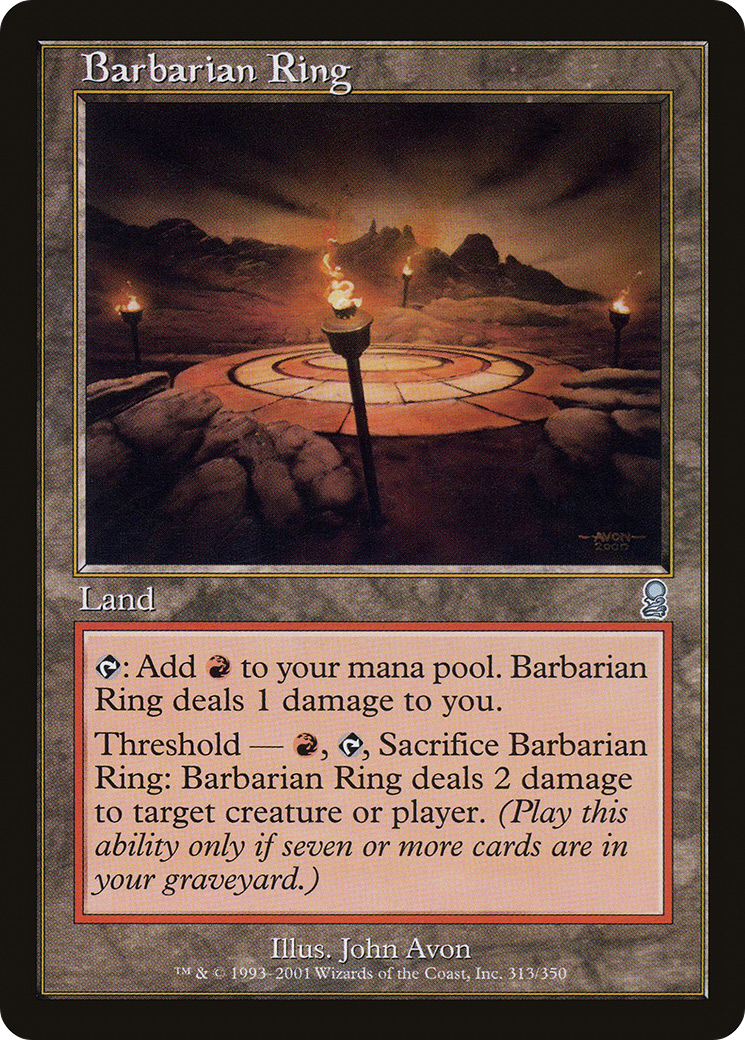 Barbarian Ring
-AVON-
2000
Land
: Add to your mana pool. Barbarian
Ring deals 1 damage to you.
Threshold — , , Sacrifice Barbarian
Ring: Barbarian Ring deals 2 damage
to target creature or player. (Play this
ability only if seven or more cards are in
your graveyard.)
Illus. John Avon
™ & © 1993-2001 Wizards of the Coast, Inc. 313/350